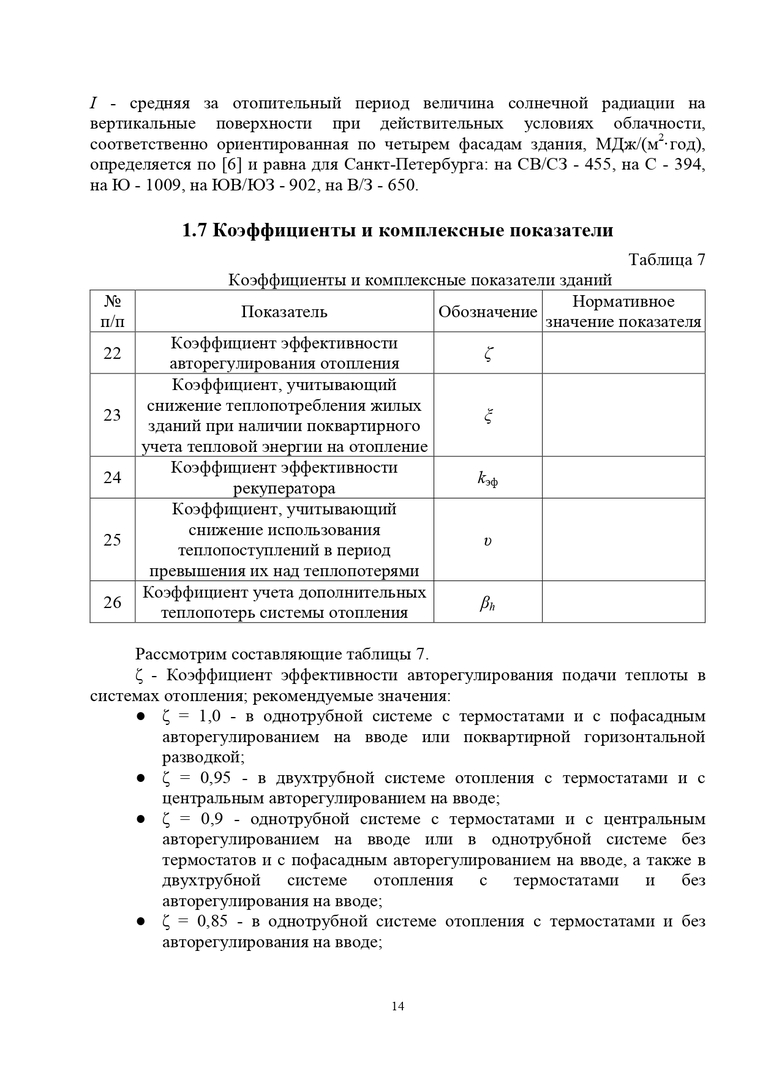 I - средняя за отопительный период величина солнечной радиации на
вертикальные поверхности при действительных условиях облачности,
соответственно ориентированная по четырем фасадам здания, МДж/(м²·год),
определяется по [6] и равна для Санкт-Петербурга: на СВ/СЗ - 455, на С - 394,
на Ю - 1009, на ЮВ/ЮЗ - 902, на В/З - 650.
1.7 Коэффициенты и комплексные показатели
Таблица 7
Коэффициенты и комплексные показатели зданий
№
п/п
Показатель
Обозначение
Нормативное
значение показателя
22
Коэффициент эффективности
авторегулирования отопления
ζ
23
Коэффициент, учитывающий
снижение теплопотребления жилых
зданий при наличии поквартирного
учета тепловой энергии на отопление
ξ
24
Коэффициент эффективности
рекуператора
kэф
25
Коэффициент, учитывающий
снижение использования
теплопоступлений в период
превышения их над теплопотерями
υ
26
Коэффициент учета дополнительных
теплопотерь системы отопления
βh
Рассмотрим составляющие таблицы 7.
ζ - Коэффициент эффективности авторегулирования подачи теплоты в
системах отопления; рекомендуемые значения:
● ζ = 1,0 - в однотрубной системе с термостатами и с пофасадным
авторегулированием на вводе или поквартирной горизонтальной
разводкой;
● ζ = 0,95 - в двухтрубной системе отопления с термостатами и с
центральным авторегулированием на вводе;
● ζ = 0,9 - однотрубной системе с термостатами и с центральным
авторегулированием на вводе или в однотрубной системе без
термостатов и с пофасадным авторегулированием на вводе, а также в
двухтрубной системе отопления с термостатами и без
авторегулирования на вводе;
● ζ = 0,85 - в однотрубной системе отопления с термостатами и без
авторегулирования на вводе;
14